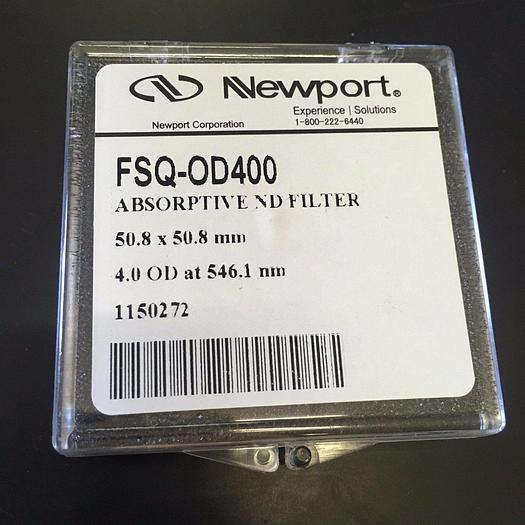 Newport®
Experience | Solutions
Newport Corporation
1-800-222-6440
FSQ-OD400
ABSORPTIVE ND FILTER
50.8 x 50.8 mm
4.0 OD at 546.1 nm
1150272